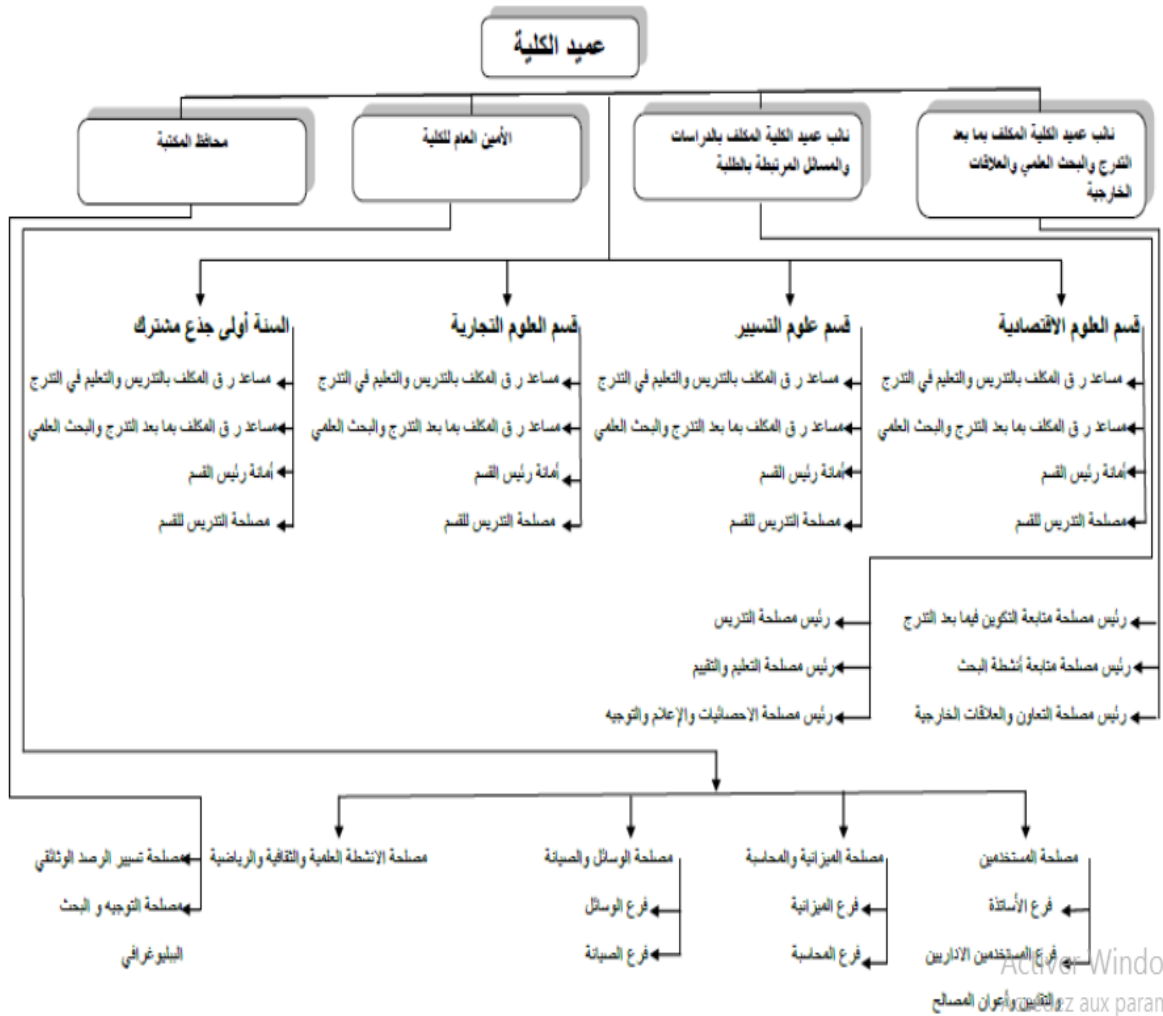 عميد الكلية
نائب عميد الكلية المكلف بما بعد
التدرج والبحث العلمي والعلاقات
الخارجية
نائب عميد الكلية المكلف بالدراسات
والمسائل المرتبطة بالطلبة
الأمين العام للكلية
محافظ المكتبة
قسم العلوم الاقتصادية
مساعد ر ق المكلف بالتدريس والتعليم في التدرج
مساعد ر ق المكلف بما بعد التدرج والبحث العلمي
أمانة رئيس القسم
مصلحة التدريس للقسم
قسم علوم التسيير
مساعد ر ق المكلف بالتدريس والتعليم في التدرج
مساعد ر ق المكلف بما بعد التدرج والبحث العلمي
أمانة رئيس القسم
مصلحة التدريس للقسم
قسم العلوم التجارية
مساعد ر ق المكلف بالتدريس والتعليم في التدرج
مساعد ر ق المكلف بما بعد التدرج والبحث العلمي
أمانة رئيس القسم
مصلحة التدريس للقسم
السنة أولى جذع مشترك
مساعد ر ق المكلف بالتدريس والتعليم في التدرج
مساعد ر ق المكلف بما بعد التدرج والبحث العلمي
أمانة رئيس القسم
مصلحة التدريس للقسم
رئيس مصلحة متابعة التكوين فيما بعد التدرج
رئيس مصلحة متابعة أنشطة البحث
رئيس مصلحة التعاون والعلاقات الخارجية
رئيس مصلحة التدريس
رئيس مصلحة التعليم والتقييم
رئيس مصلحة الاحصائيات والإعلام والتوجيه
مصلحة المستخدمين
فرع الأساتذة
فرع المستخدمين الاداريين
والتقنيين وأعوان المصالح
مصلحة الميزانية والمحاسبة
فرع الميزانية
فرع المحاسبة
مصلحة الوسائل والصيانة
فرع الوسائل
فرع الصيانة
مصلحة الانشطة العلمية والثقافية والرياضية
مصلحة تسيير الرصد الوثائقي
مصلحة التوجيه و البحث
الببليوغرافي
Activer Windo
Accédez aux param